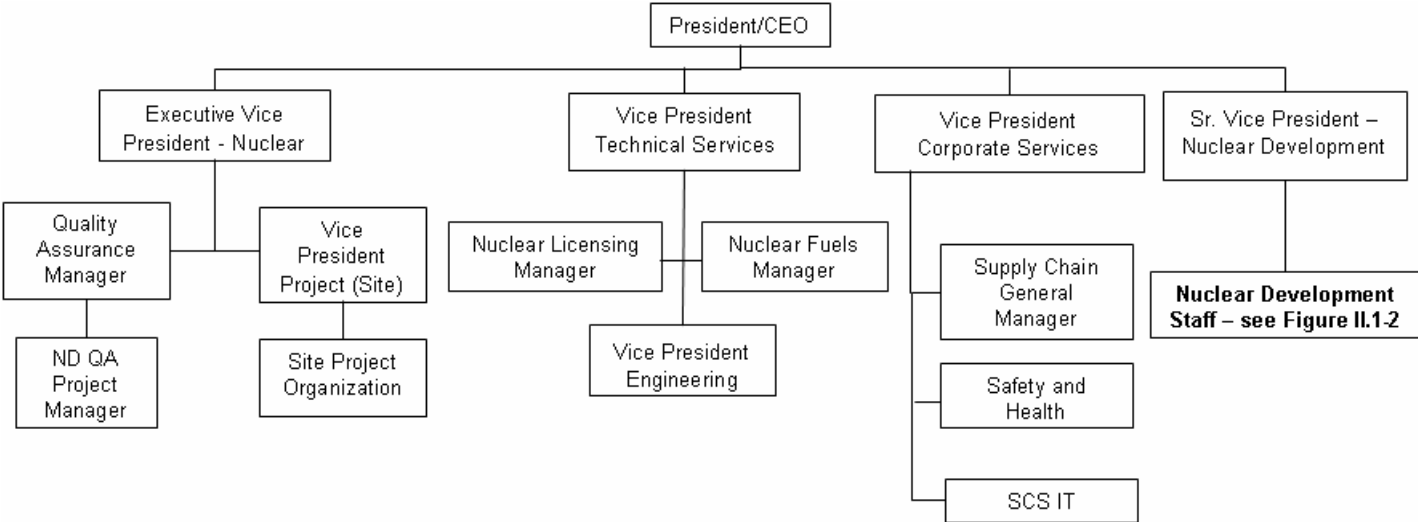 President/CEO
Executive Vice
President - Nuclear
Vice President
Technical Services
Vice President
Corporate Services
Sr. Vice President –
Nuclear Development
Quality
Assurance
Manager
Vice
President
Project (Site)
Nuclear Licensing
Manager
Nuclear Fuels
Manager
Supply Chain
General
Manager
Nuclear Development
Staff – see Figure II.1-2
ND QA
Project
Manager
Site Project
Organization
Vice President
Engineering
Safety and
Health
SCS IT